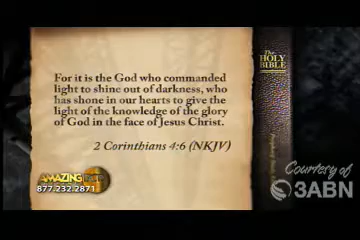 For it is the God who commanded
light to shine out of darkness, who
has shone in our hearts to give the
light of the knowledge of the glory
of God in the face of Jesus Christ.
2 Corinthians 4:6 (NKJV)
The
HOLY
BIBLE
AMAZING
877.232.2871
Courtesy of
3ABN